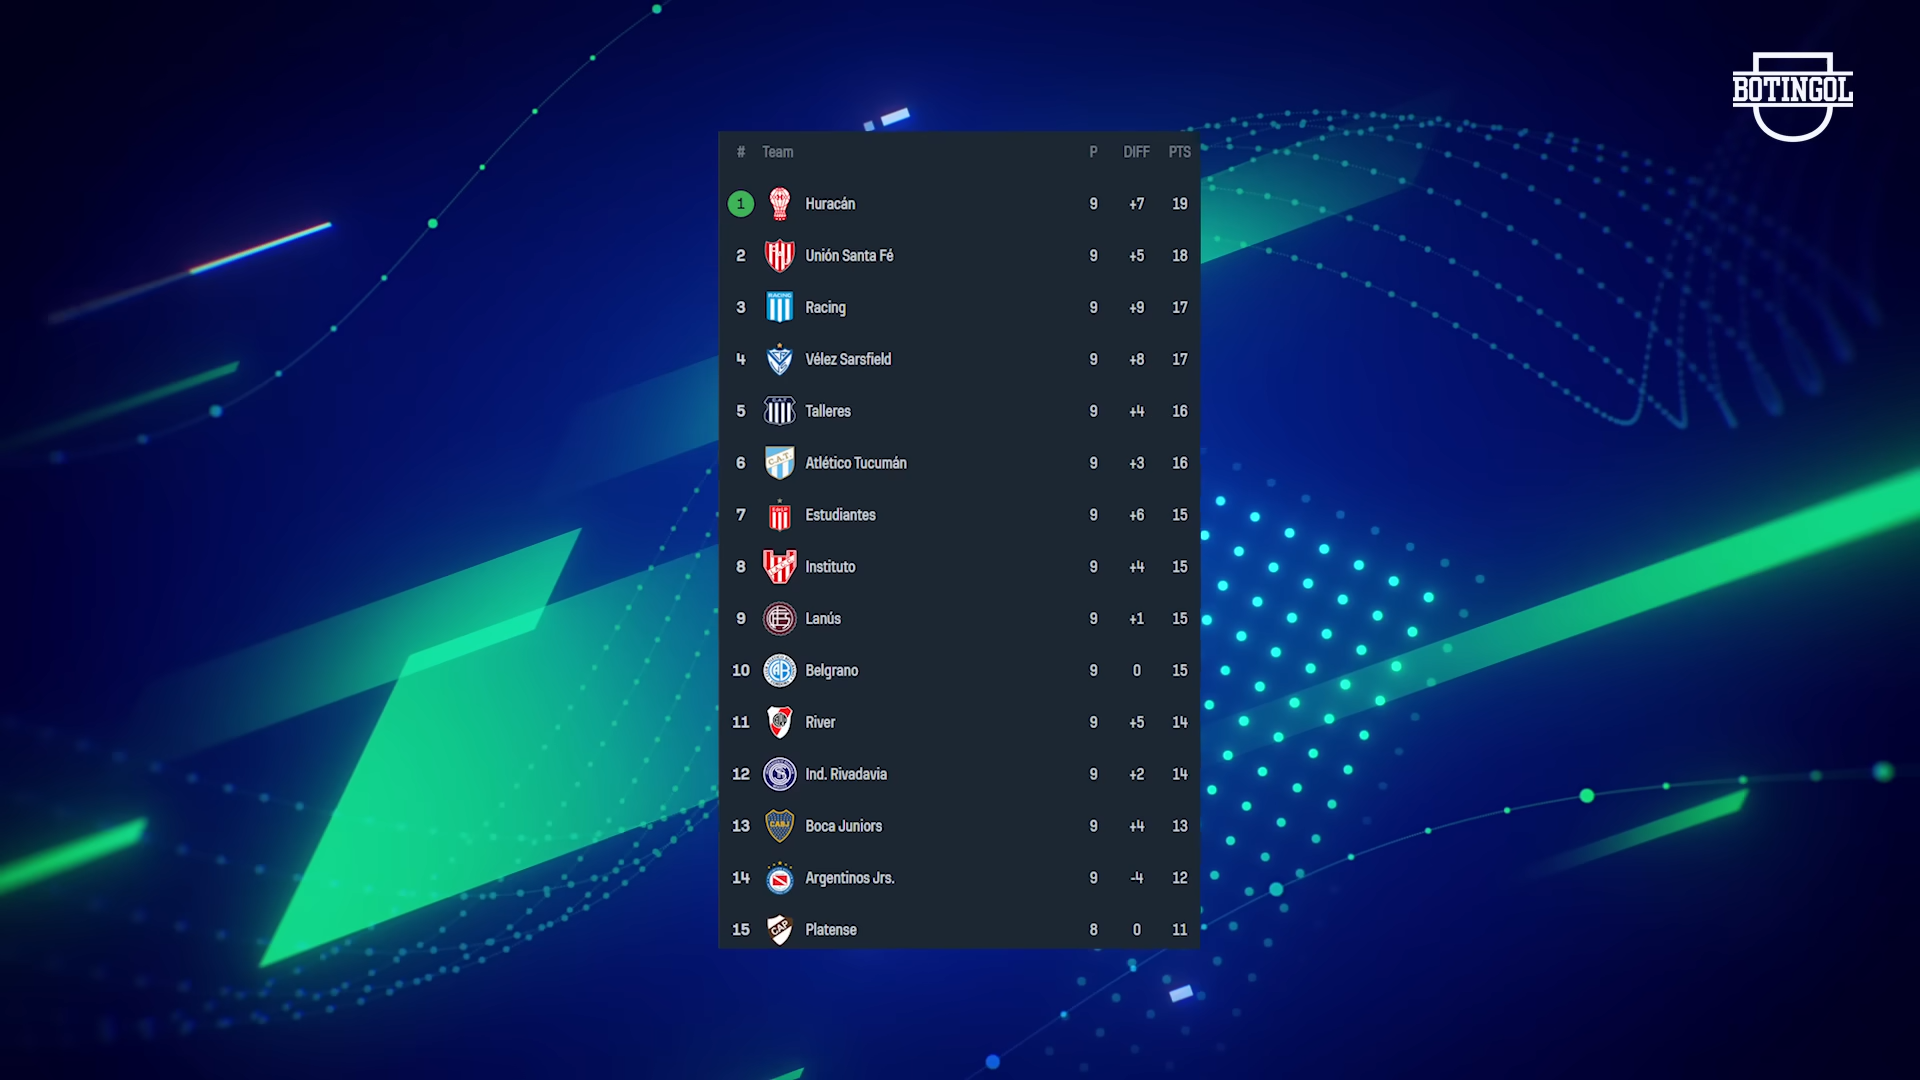 BOTINGOL
# Team P DIFF PTS
1 Huracán 9 +7 19
2 Unión Santa Fé 9 +5 18
3 Racing 9 +9 17
4 Vélez Sarsfield 9 +8 17
5 Talleres 9 +4 16
6 Atlético Tucumán 9 +3 16
7 Estudiantes 9 +6 15
8 Instituto 9 +4 15
9 Lanús 9 +1 15
10 Belgrano 9 0 15
11 River 9 +5 14
12 Ind. Rivadavia 9 +2 14
13 Boca Juniors 9 +4 13
14 Argentinos Jrs. 9 -4 12
15 Platense 8 0 11